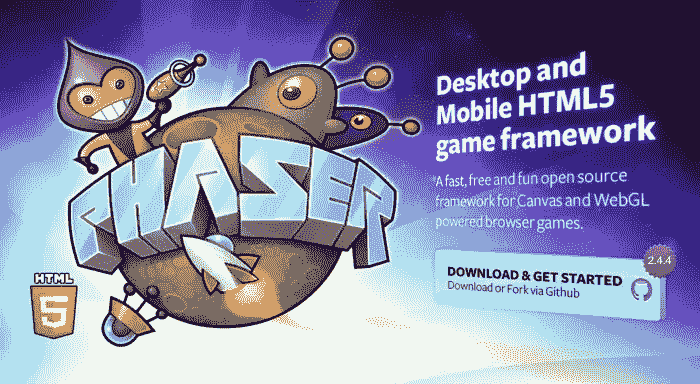 PHASER
HTML
5
Desktop and
Mobile HTML5
game framework
A fast, free and fun open source
framework for Canvas and WebGL
powered browser games.
2.4.4
DOWNLOAD & GET STARTED
Download or Fork via Github